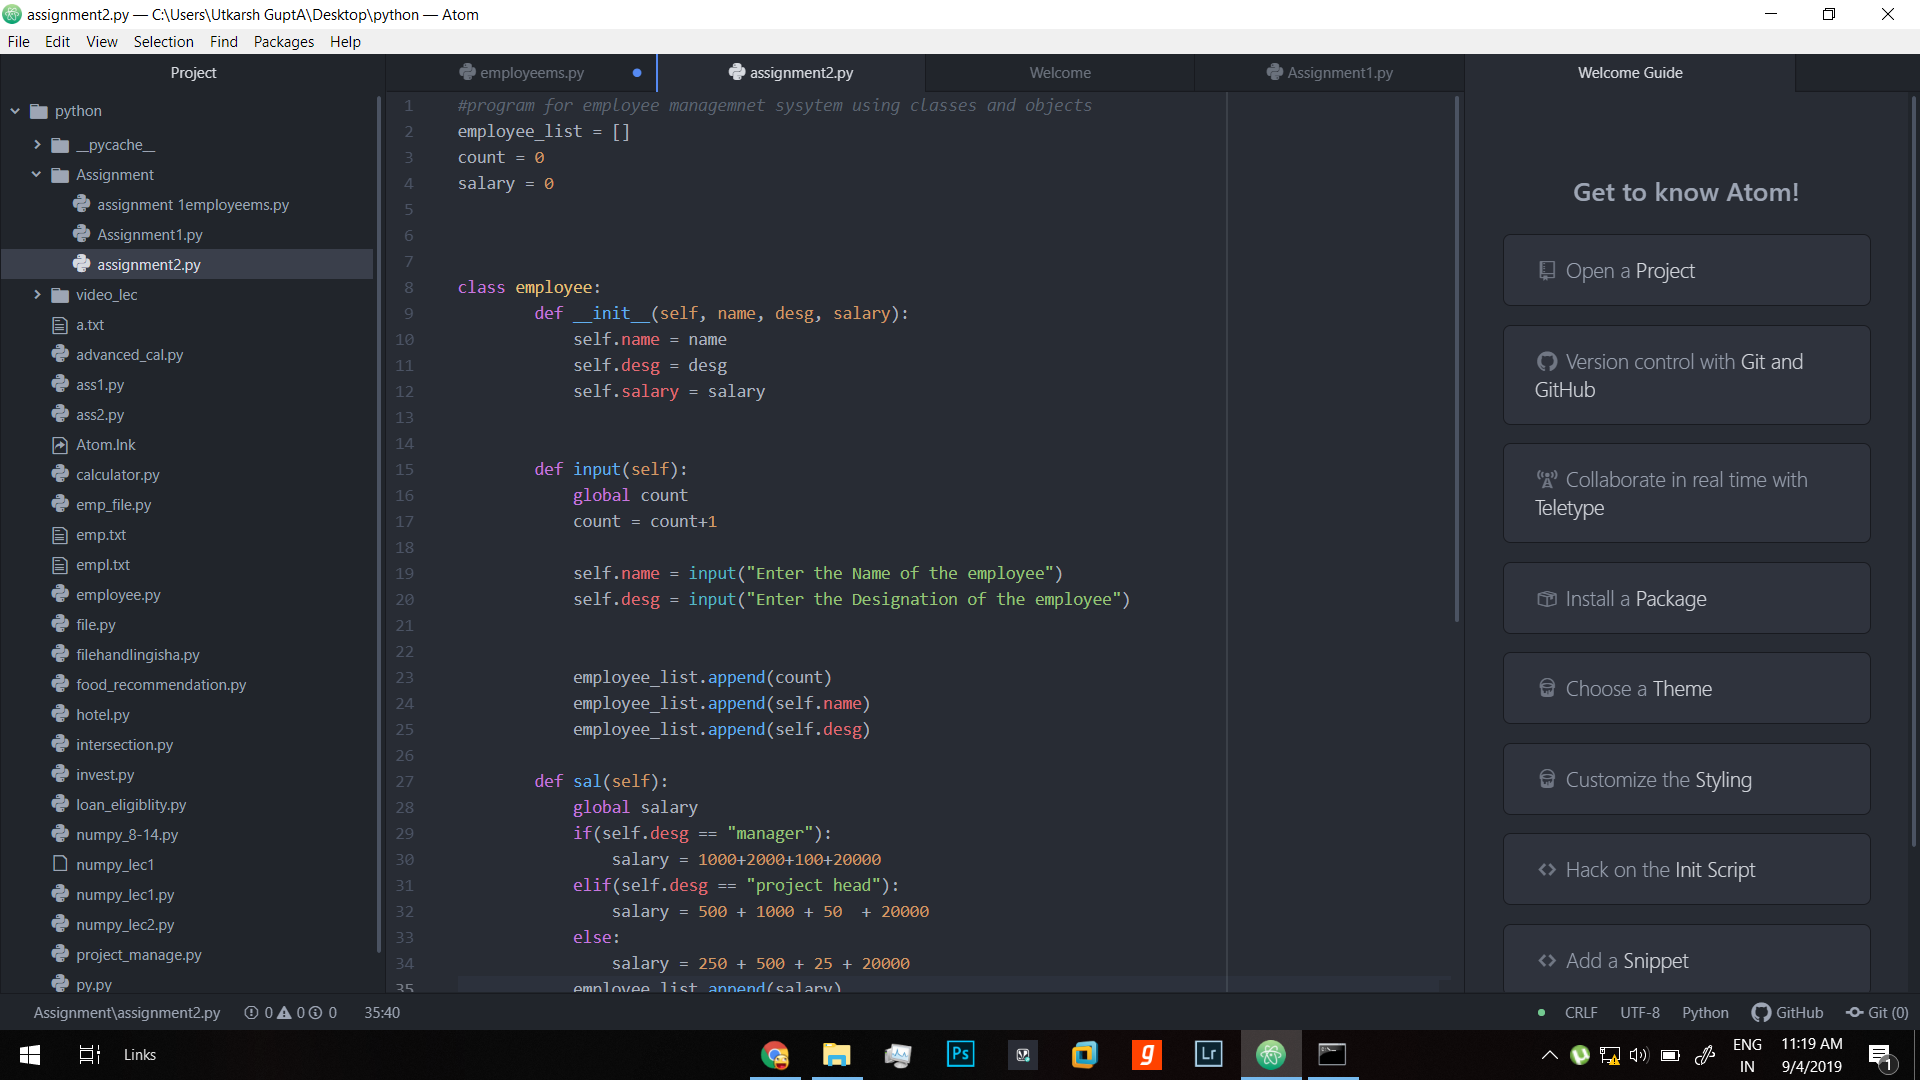 assignment2.py — C:\Users\Utkarsh GuptA\Desktop\python — Atom
File Edit View Selection Find Packages Help
Project
python
__pycache__
Assignment
assignment 1employeems.py
Assignment1.py
assignment2.py
video_lec
a.txt
advanced_cal.py
ass1.py
ass2.py
Atom.lnk
calculator.py
emp_file.py
emp.txt
empl.txt
employee.py
file.py
filehandlingisha.py
food_recommendation.py
hotel.py
intersection.py
invest.py
loan_eligiblity.py
numpy_8-14.py
numpy_lec1
numpy_lec1.py
numpy_lec2.py
project_manage.py
py.py
employeems.py assignment2.py Welcome Assignment1.py
1 #program for employee managemnet sysytem using classes and objects
2 employee_list = []
3 count = 0
4 salary = 0
5
6
7
8 class employee:
9 def __init__(self, name, desg, salary):
10 self.name = name
11 self.desg = desg
12 self.salary = salary
13
14
15 def input(self):
16 global count
17 count = count+1
18
19 self.name = input("Enter the Name of the employee")
20 self.desg = input("Enter the Designation of the employee")
21
22
23 employee_list.append(count)
24 employee_list.append(self.name)
25 employee_list.append(self.desg)
26
27 def sal(self):
28 global salary
29 if(self.desg == "manager"):
30 salary = 1000+2000+100+20000
31 elif(self.desg == "project head"):
32 salary = 500 + 1000 + 50  + 20000
33 else:
34 salary = 250 + 500 + 25 + 20000
35 employee_list.append(salary)
Welcome Guide
Get to know Atom!
Open a Project
Version control with Git and
GitHub
Collaborate in real time with
Teletype
Install a Package
Choose a Theme
Customize the Styling
Hack on the Init Script
Add a Snippet
Assignment\assignment2.py 0 0 0 35:40 CRLF UTF-8 Python GitHub Git (0)
Links
Ps
g
Lr
ENG
IN
11:19 AM
9/4/2019
1